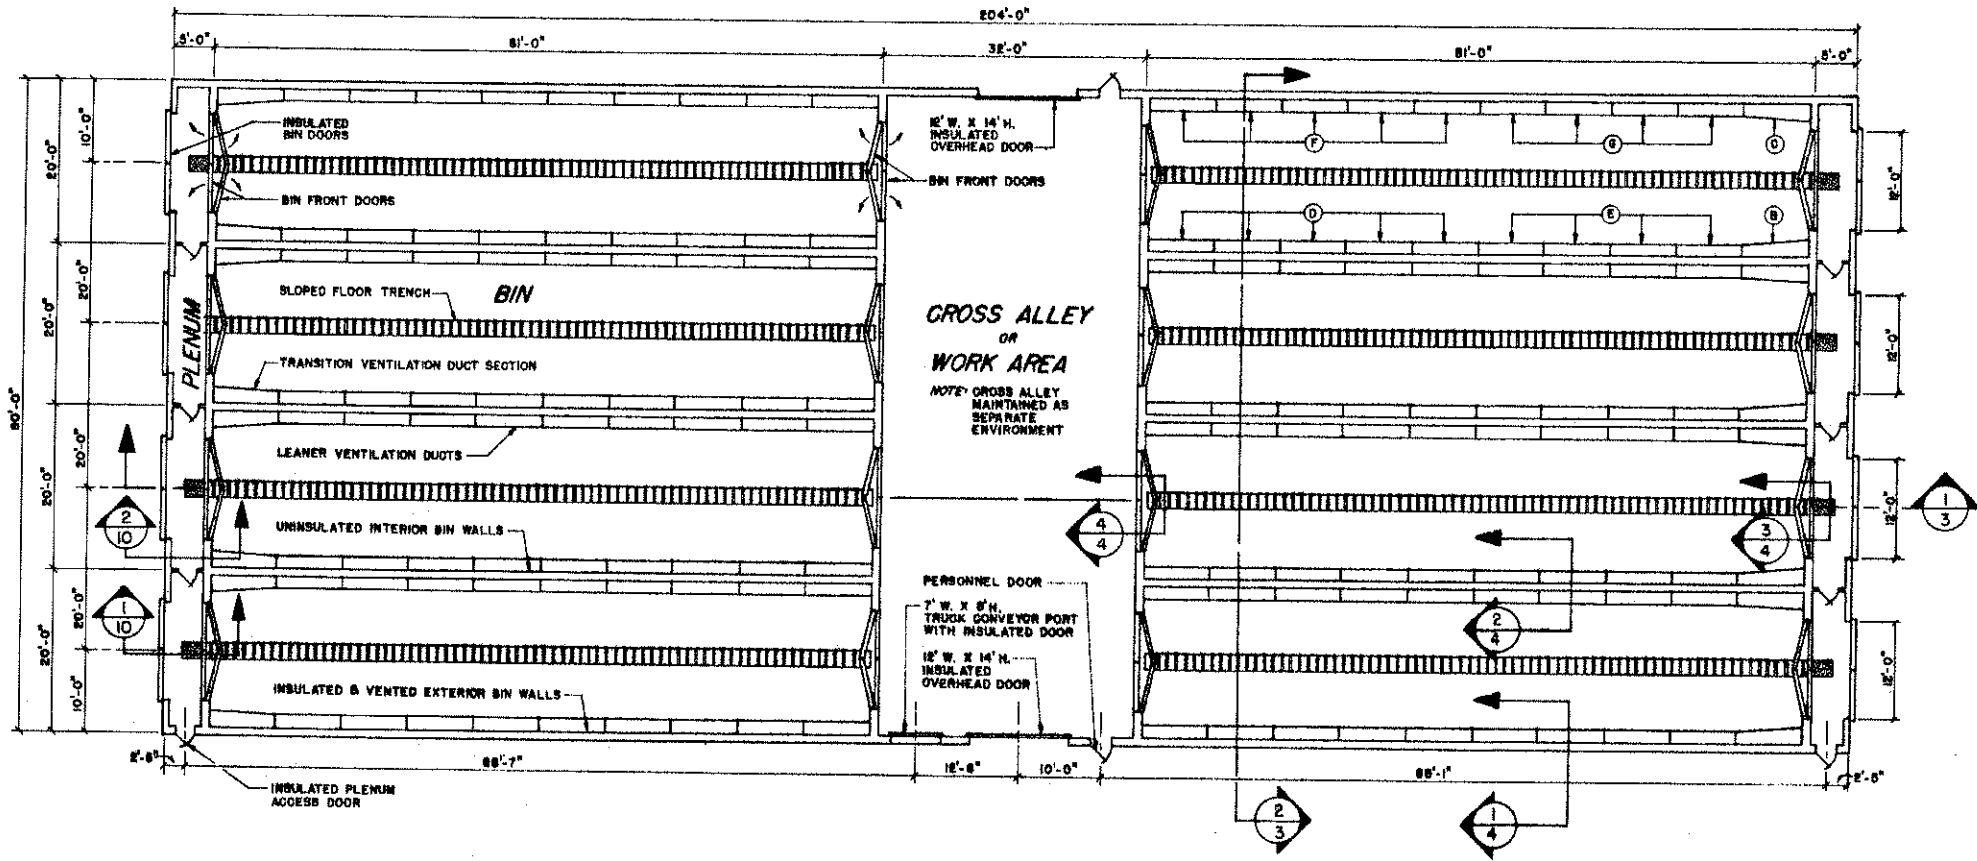 204'-0"
5'-0"
81'-0"
32'-0"
81'-0"
5'-0"
80'-0"
20'-0"
20'-0"
20'-0"
20'-0"
10'-0"
20'-0"
20'-0"
20'-0"
10'-0"
INSULATED
BIN DOORS
BIN FRONT DOORS
12' W. X 14' H.
INSULATED
OVERHEAD DOOR
BIN FRONT DOORS
F
G
C
D
E
B
12'-0"
12'-0"
12'-0"
12'-0"
PLENUM
SLOPED FLOOR TRENCH
BIN
TRANSITION VENTILATION DUCT SECTION
LEANER VENTILATION DUCTS
UNINSULATED INTERIOR BIN WALLS
INSULATED & VENTED EXTERIOR BIN WALLS
CROSS ALLEY
OR
WORK AREA
NOTE: CROSS ALLEY
MAINTAINED AS
SEPARATE
ENVIRONMENT
2
10
1
10
4
4
3
4
1
3
2
4
PERSONNEL DOOR
7' W. X 8' H.
TRUCK CONVEYOR PORT
WITH INSULATED DOOR
12' W. X 14' H.
INSULATED
OVERHEAD DOOR
12'-6"
10'-0"
INSULATED PLENUM
ACCESS DOOR
2
3
1
4